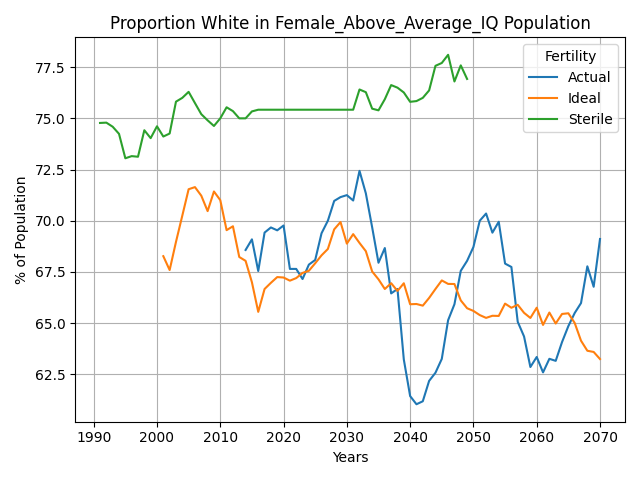 Proportion White in Female_Above_Average_IQ Population
Fertility
Actual
Ideal
Sterile
% of Population
77.5
75.0
72.5
70.0
67.5
65.0
62.5
1990 2000 2010 2020 2030 2040 2050 2060 2070
Years